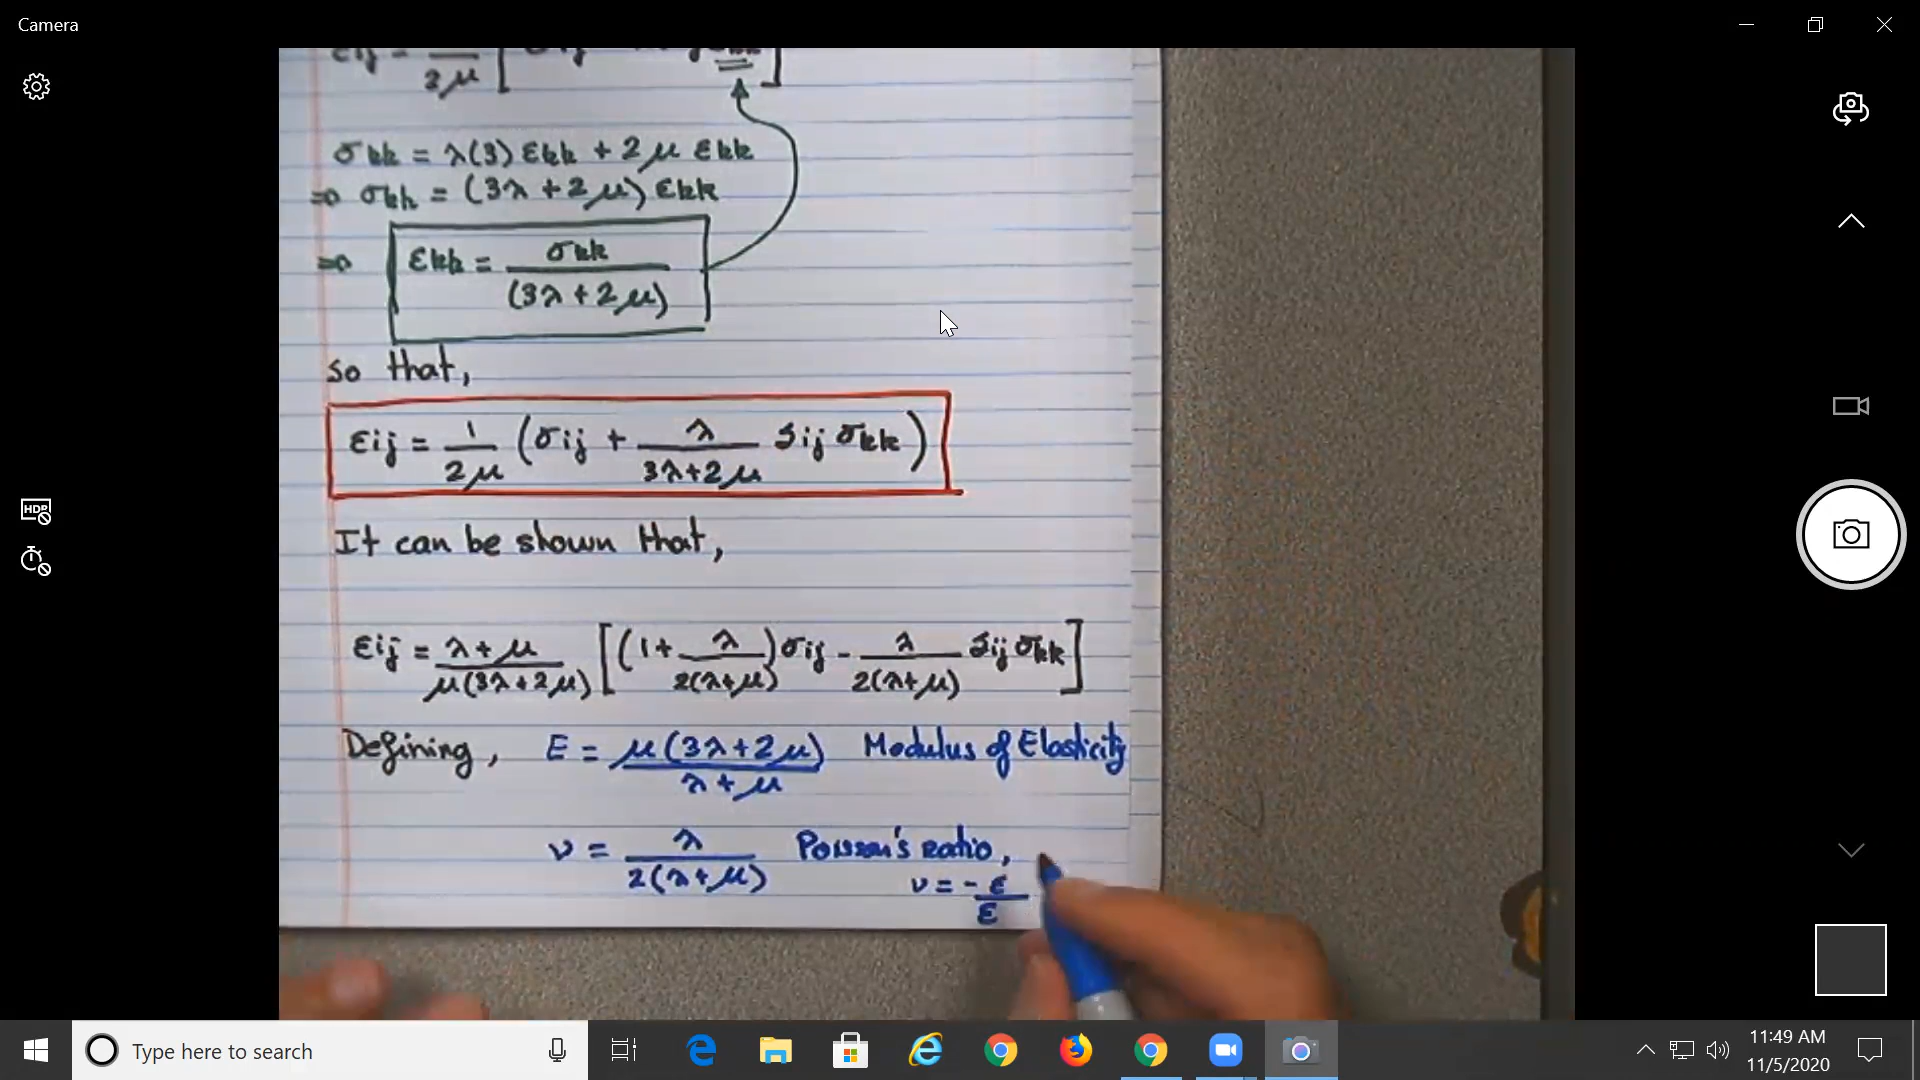 Camera
2μ
σkk = λ(3) εkk + 2μ εkk
⇒ σkk = (3λ + 2μ) εkk
⇒ εkk = σkk / (3λ + 2μ)
So that,
εij = 1/2μ (σij + λ/3λ+2μ δij σkk)
It can be shown that,
εij = λ+μ / μ(3λ+2μ) [(1 + λ/2(λ+μ)) σij - λ/2(λ+μ) δij σkk]
Defining, E = μ(3λ+2μ) / λ+μ Modulus of Elasticity
ν = λ / 2(λ+μ) Poisson's ratio,
ν = - ε / ε
HDR
Type here to search
11:49 AM
11/5/2020